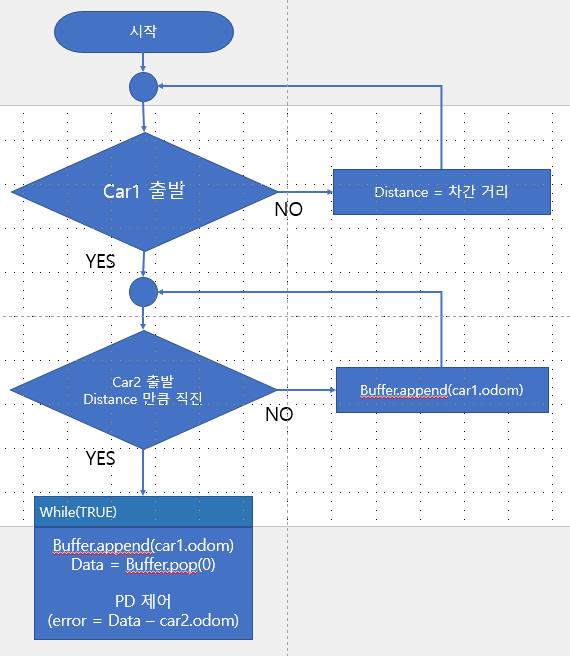 시작
Car1 출발
Distance = 차간 거리
NO
YES
Car2 출발
Distance 만큼 직진
Buffer.append(car1.odom)
NO
YES
While(TRUE)
Buffer.append(car1.odom)
Data = Buffer.pop(0)
PD 제어
(error = Data – car2.odom)